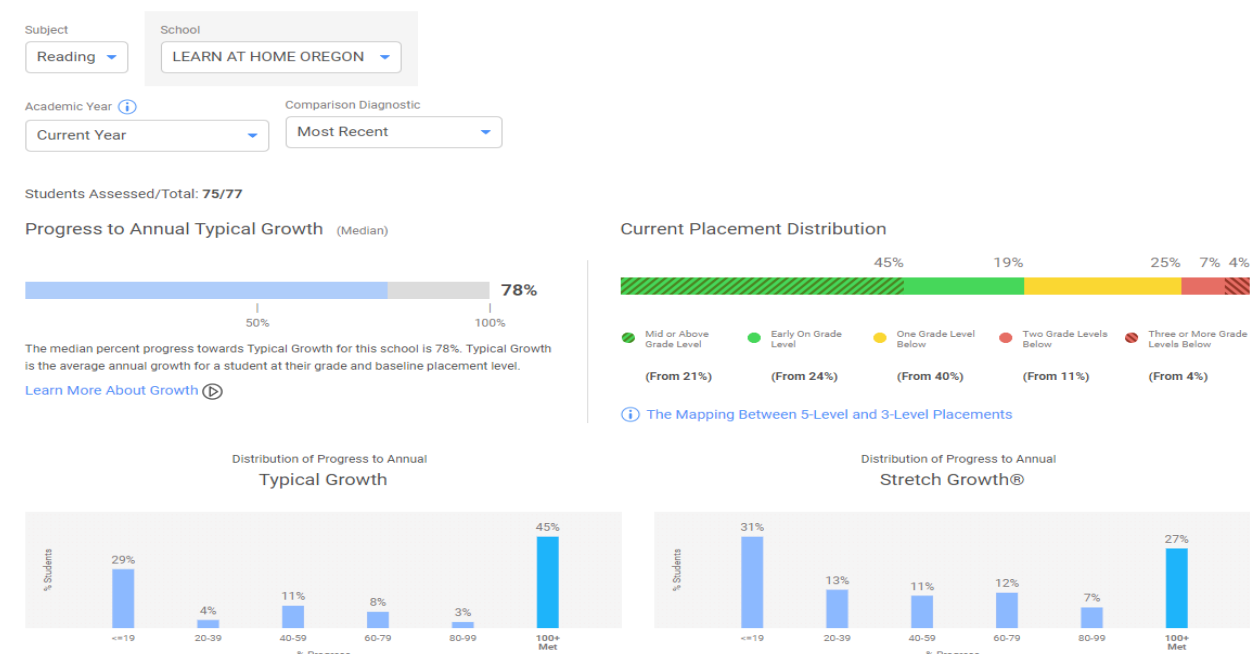 Subject
School
Reading
LEARN AT HOME OREGON
Academic Year
Comparison Diagnostic
Current Year
Most Recent
Students Assessed/Total: 75/77
Progress to Annual Typical Growth (Median)
78%
50%
100%
The median percent progress towards Typical Growth for this school is 78%. Typical Growth
is the average annual growth for a student at their grade and baseline placement level.
Learn More About Growth
Current Placement Distribution
45% 19% 25% 7% 4%
Mid or Above
Grade Level
(From 21%)
Early On Grade
Level
(From 24%)
One Grade Level
Below
(From 40%)
Two Grade Levels
Below
(From 11%)
Three or More Grade
Levels Below
(From 4%)
The Mapping Between 5-Level and 3-Level Placements
Distribution of Progress to Annual
Typical Growth
% Students
29% 4% 11% 8% 3% 45%
<=19 20-39 40-59 60-79 80-99 100+
Met
% Progress
Distribution of Progress to Annual
Stretch Growth®
% Students
31% 13% 11% 12% 7% 27%
<=19 20-39 40-59 60-79 80-99 100+
Met
% Progress